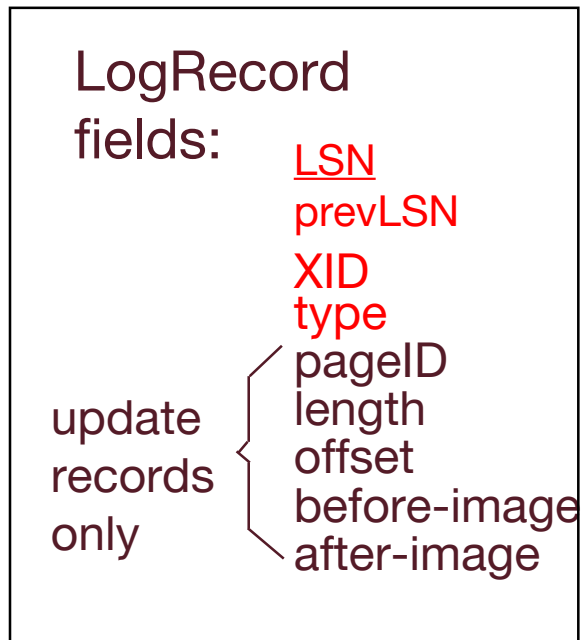 LogRecord
fields:
LSN
prevLSN
XID
type
pageID
length
offset
before-image
after-image
update
records
only